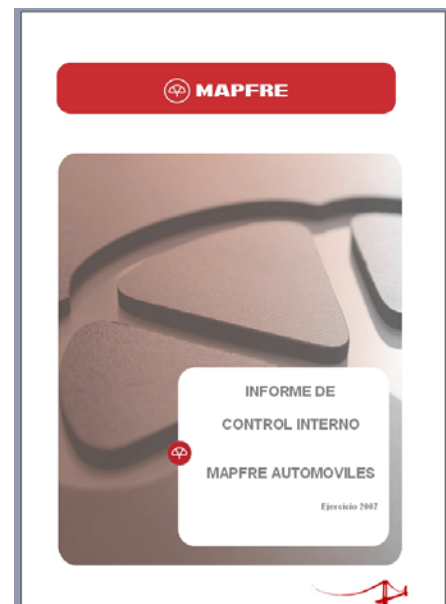 MAPFRE
INFORME DE
CONTROL INTERNO
MAPFRE AUTOMOVILES
Ejercicio 2007